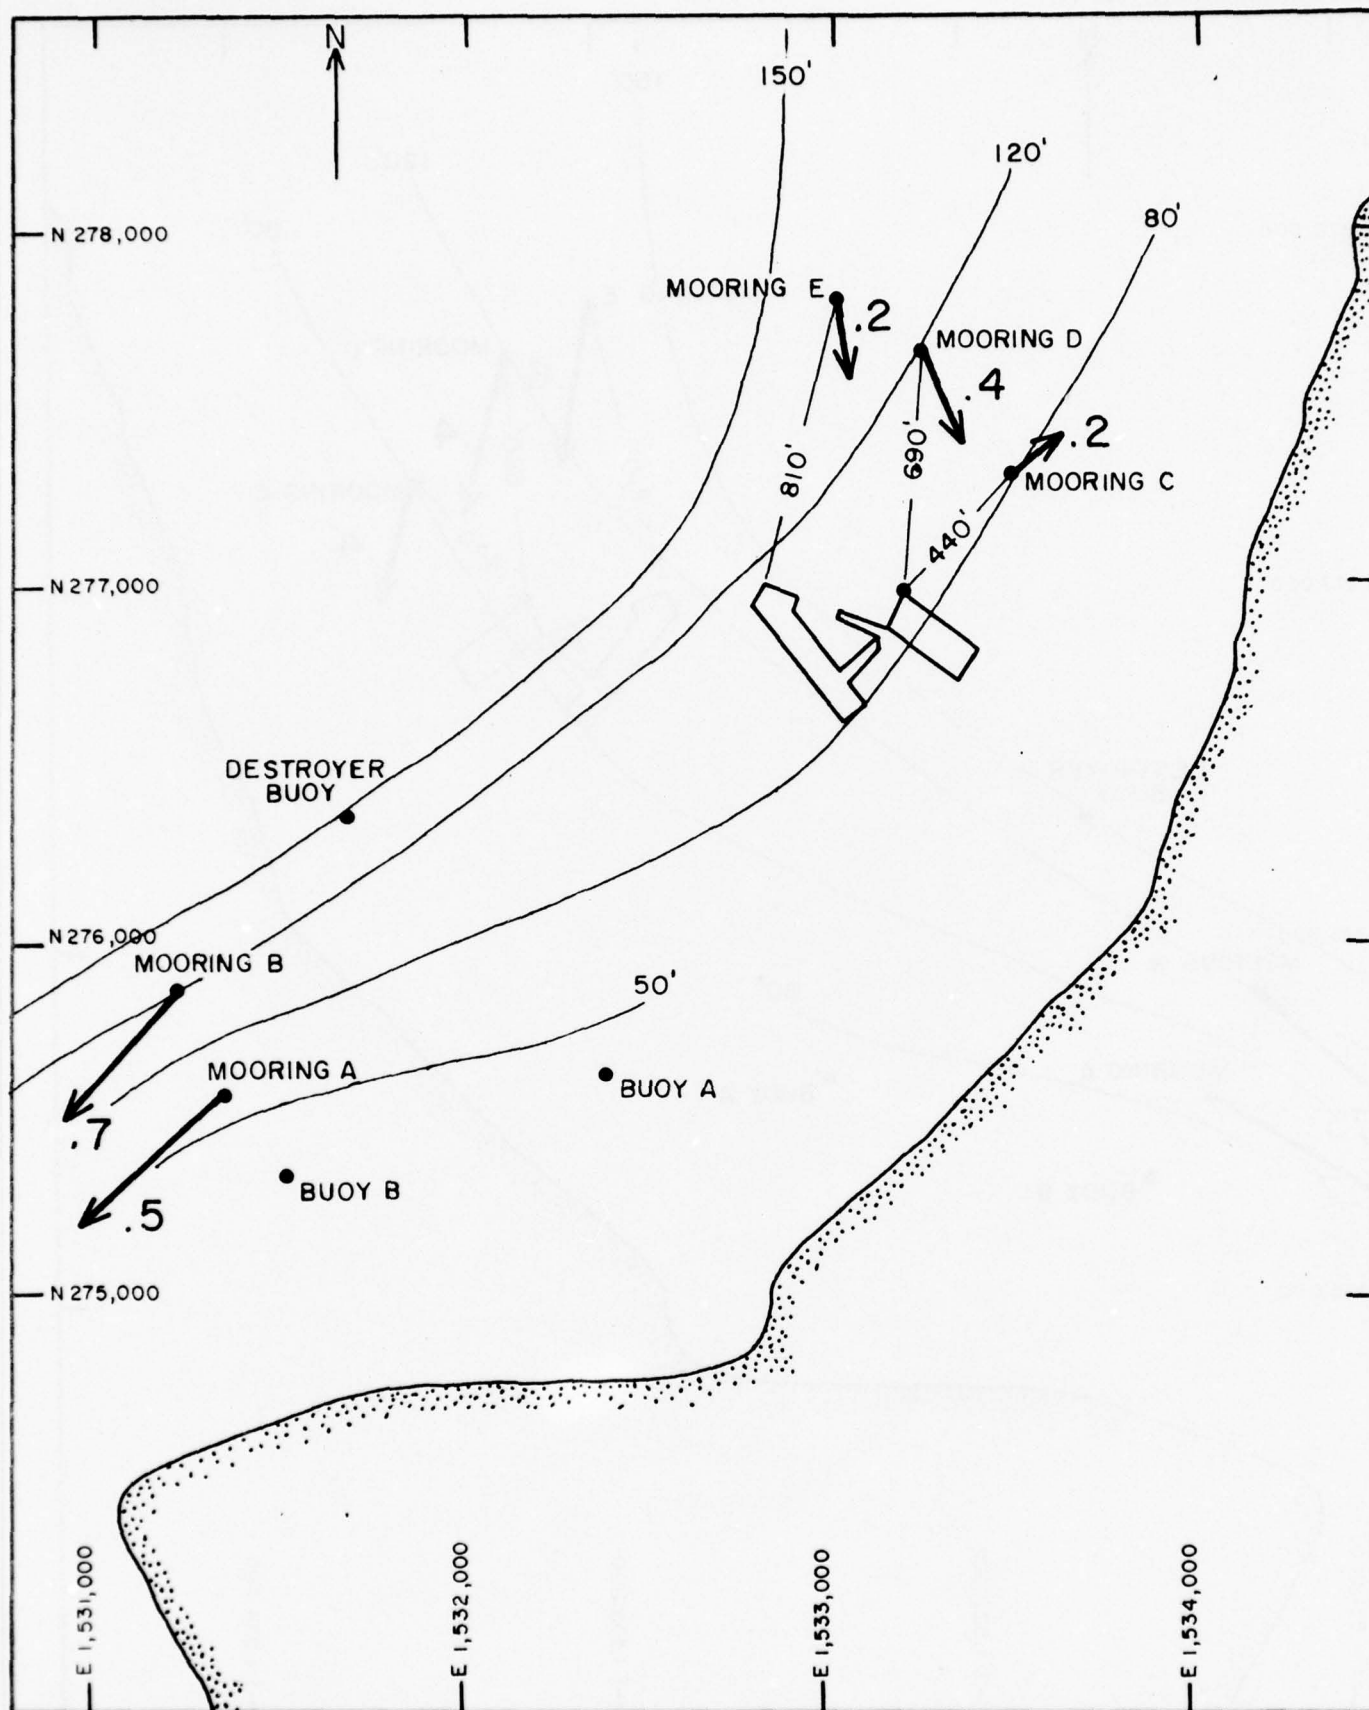 N
150'
120'
80'
N 278,000
MOORING E
.2
MOORING D
.4
810'
690'
.2
MOORING C
440'
N 277,000
DESTROYER
BUOY
N 276,000
MOORING B
50'
MOORING A
BUOY A
.7
BUOY B
.5
N 275,000
E 1,531,000
E 1,532,000
E 1,533,000
E 1,534,000